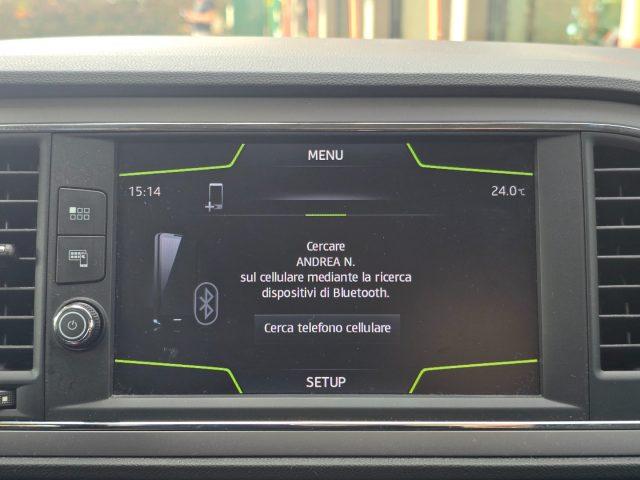 MENU
15:14
24.0°C
Cercare
ANDREA N.
sul cellulare mediante la ricerca
dispositivi di Bluetooth.
Cerca telefono cellulare
SETUP